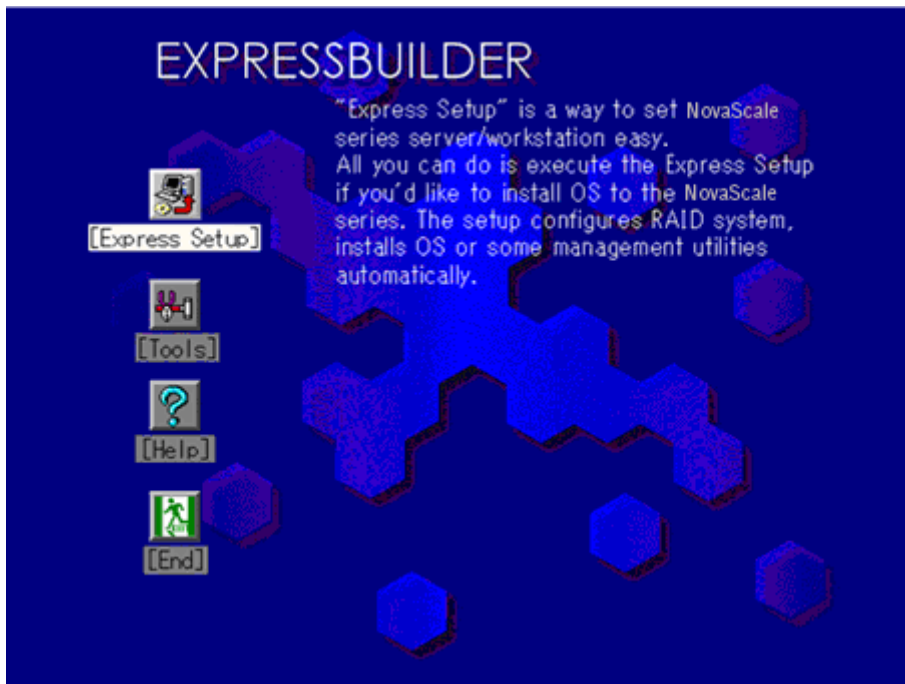 EXPRESSBUILDER
"Express Setup" is a way to set NovaScale
series server/workstation easy.
All you can do is execute the Express Setup
if you'd like to install OS to the NovaScale
series. The setup configures RAID system,
installs OS or some management utilities
automatically.
[Express Setup]
[Tools]
[Help]
[End]